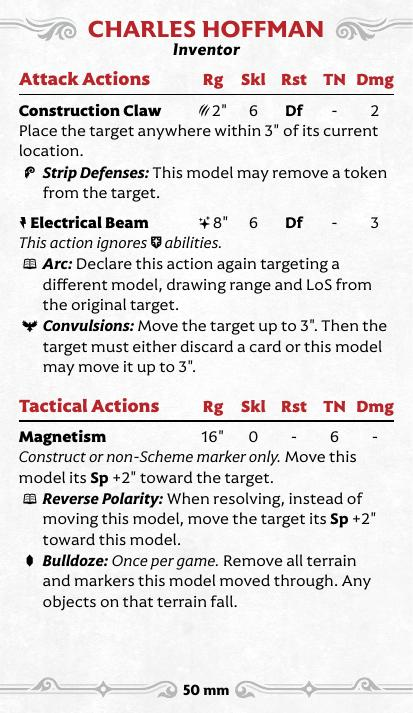 CHARLES HOFFMAN
Inventor
Attack Actions Rg Skl Rst TN Dmg
Construction Claw 2" 6 Df - 2
Place the target anywhere within 3" of its current
location.
Strip Defenses: This model may remove a token
from the target.
Electrical Beam 8" 6 Df - 3
This action ignores abilities.
Arc: Declare this action again targeting a
different model, drawing range and LoS from
the original target.
Convulsions: Move the target up to 3". Then the
target must either discard a card or this model
may move it up to 3".
Tactical Actions Rg Skl Rst TN Dmg
Magnetism 16" 0 - 6 -
Construct or non-Scheme marker only. Move this
model its Sp +2" toward the target.
Reverse Polarity: When resolving, instead of
moving this model, move the target its Sp +2"
toward this model.
Bulldoze: Once per game. Remove all terrain
and markers this model moved through. Any
objects on that terrain fall.
50 mm